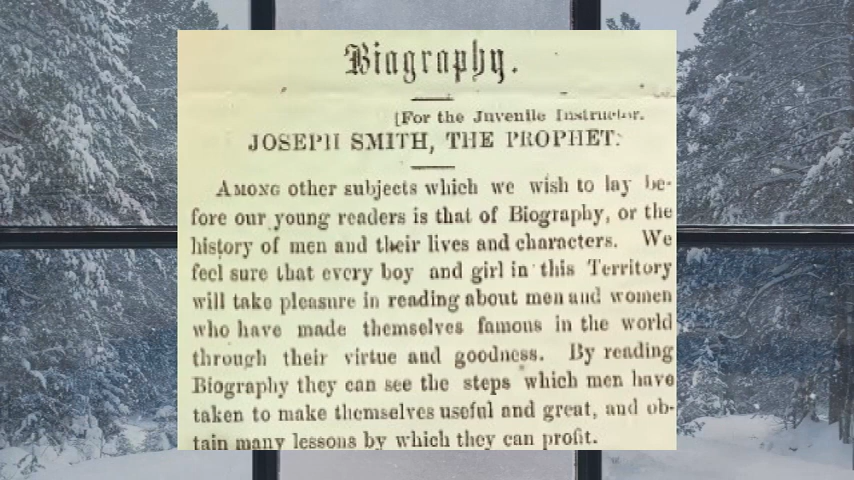 Biagraphy.
[For the Juvenile Instructor.
JOSEPH SMITH, THE PROPHET.
AMONG other subjects which we wish to lay be-
fore our young readers is that of Biography, or the
history of men and their lives and characters. We
feel sure that every boy and girl in this Territory
will take pleasure in reading about men and women
who have made themselves famous in the world
through their virtue and goodness. By reading
Biography they can see the steps which men have
taken to make themselves useful and great, and ob-
tain many lessons by which they can profit.